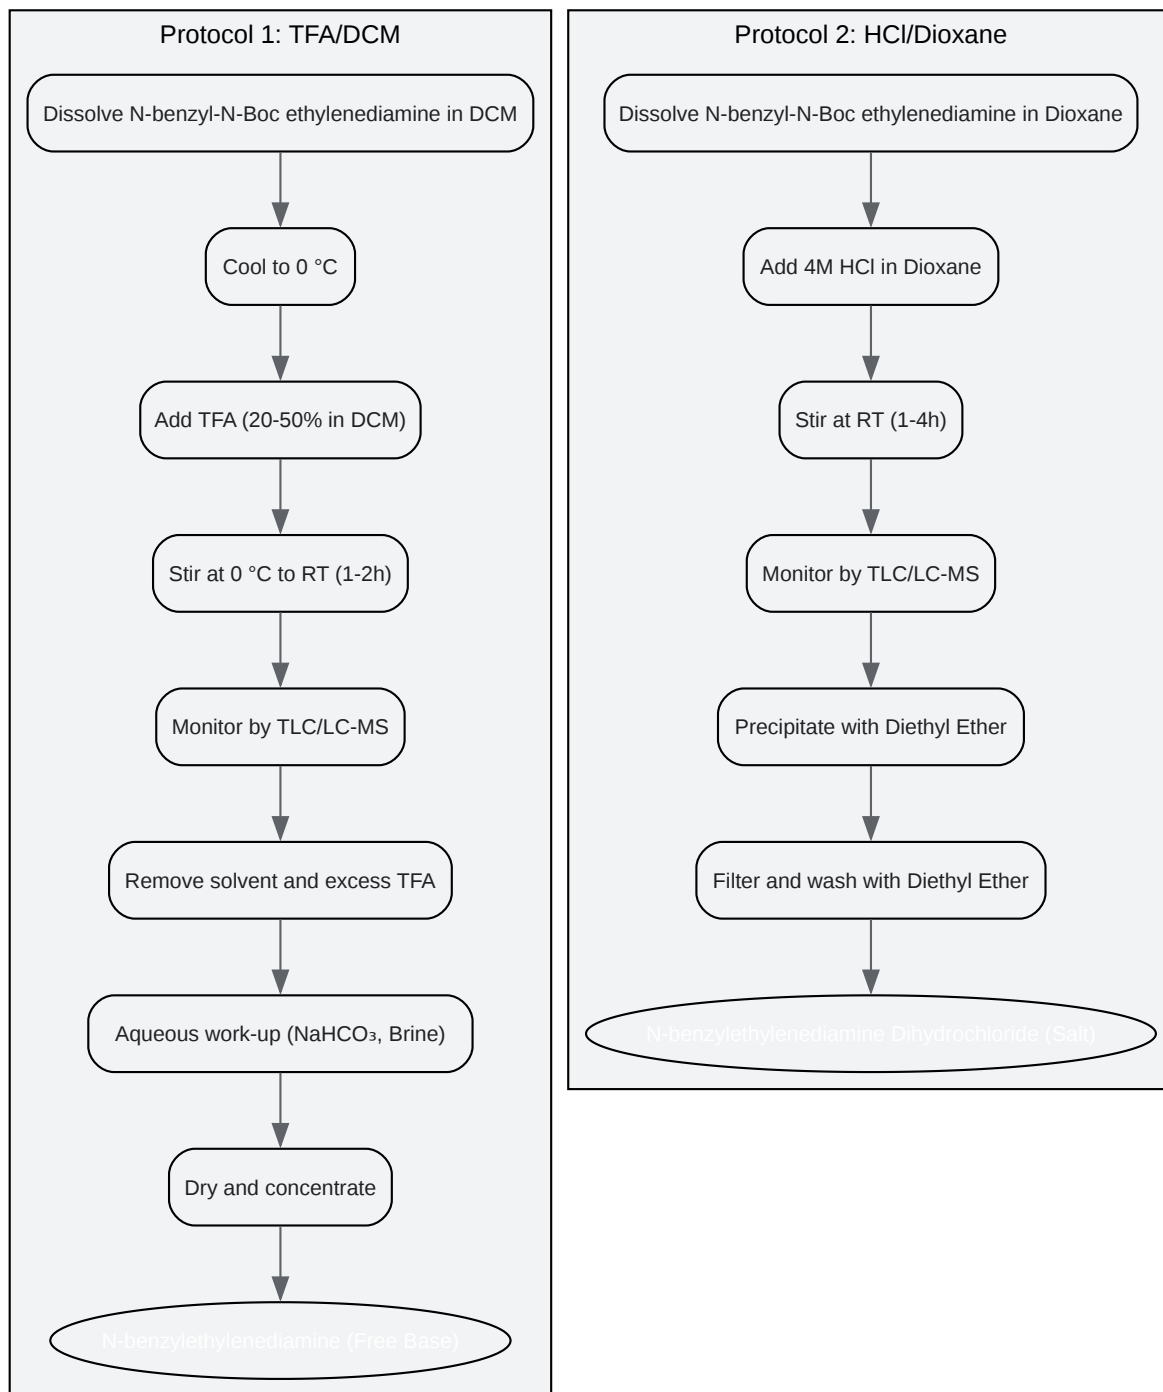 Protocol 1: TFA/DCM
Dissolve N-benzyl-N-Boc ethylenediamine in DCM
Cool to 0 °C
Add TFA (20-50% in DCM)
Stir at 0 °C to RT (1-2h)
Monitor by TLC/LC-MS
Remove solvent and excess TFA
Aqueous work-up (NaHCO₃, Brine)
Dry and concentrate
N-benzylethylenediamine (Free Base)
Protocol 2: HCl/Dioxane
Dissolve N-benzyl-N-Boc ethylenediamine in Dioxane
Add 4M HCl in Dioxane
Stir at RT (1-4h)
Monitor by TLC/LC-MS
Precipitate with Diethyl Ether
Filter and wash with Diethyl Ether
N-benzylethylenediamine Dihydrochloride (Salt)